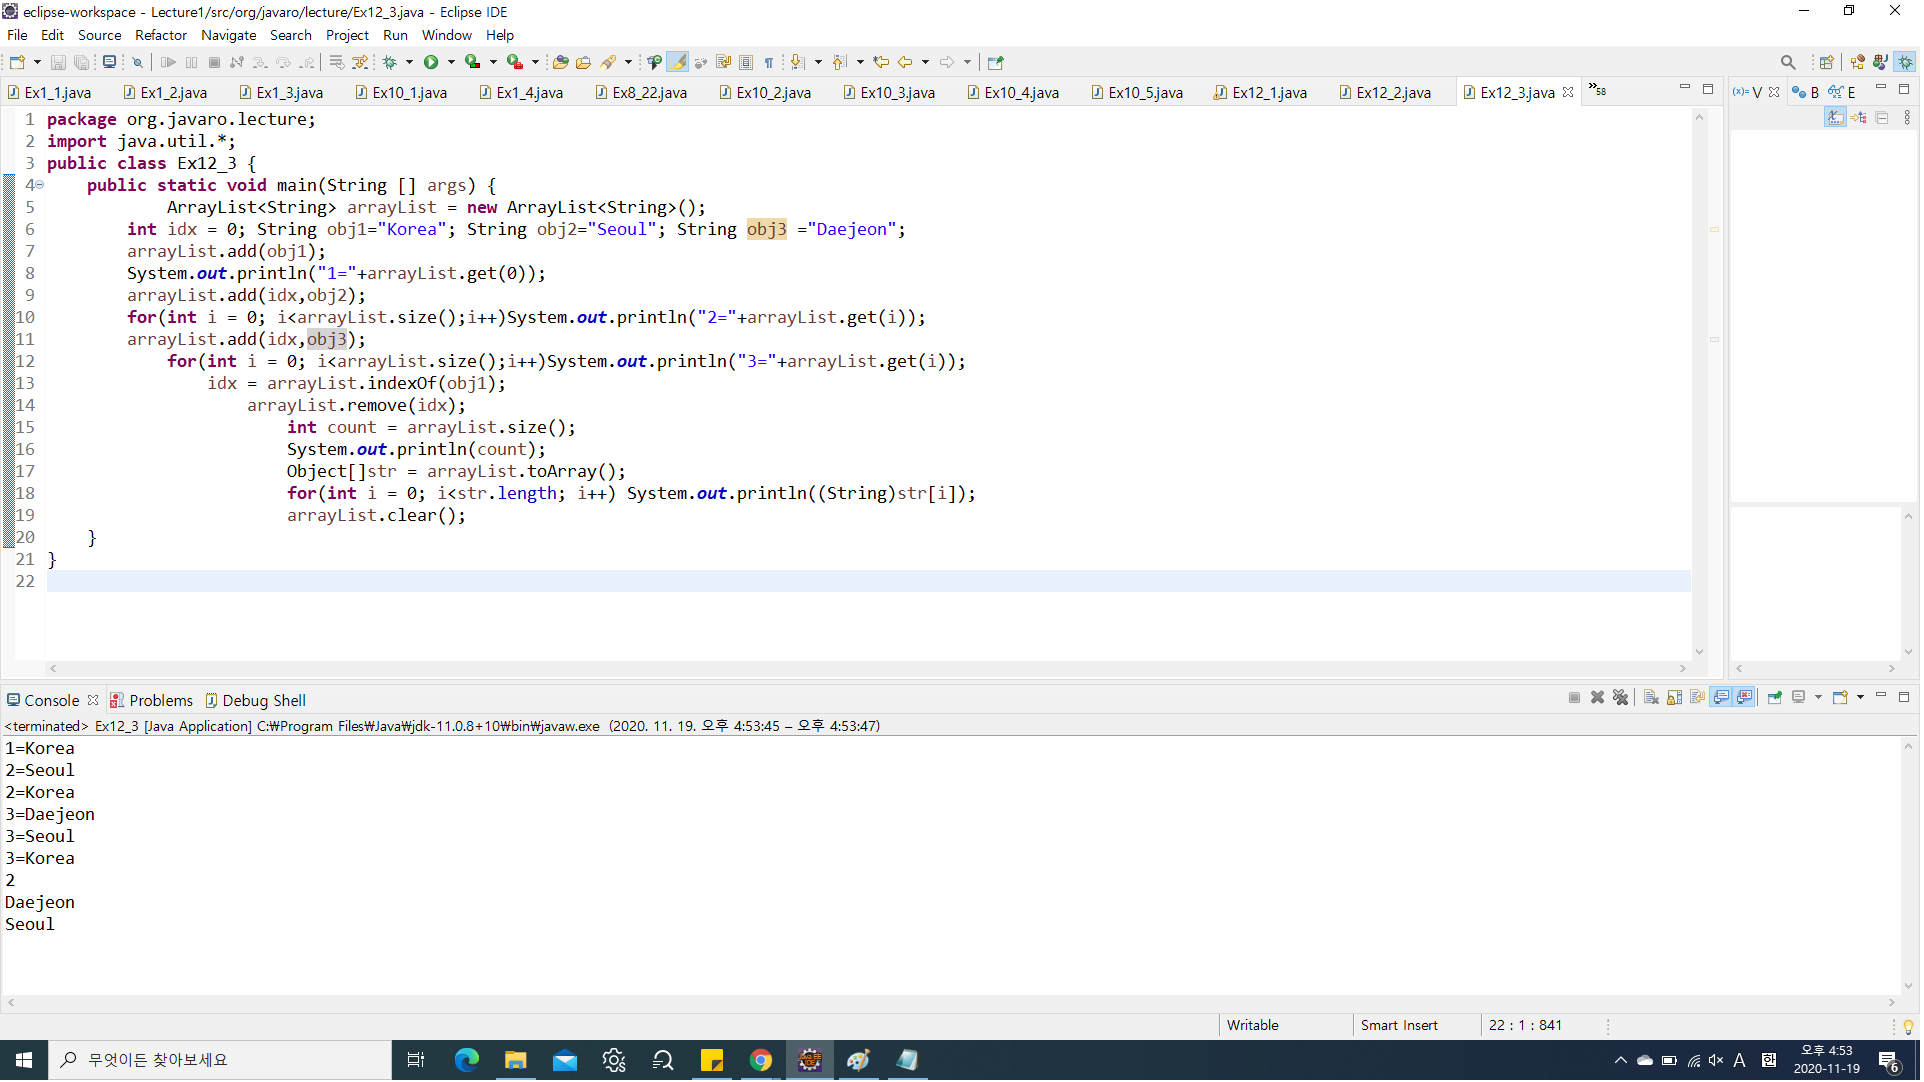 eclipse-workspace - Lecture1/src/org/javaro/lecture/Ex12_3.java - Eclipse IDE
File Edit Source Refactor Navigate Search Project Run Window Help
Ex1_1.java Ex1_2.java Ex1_3.java Ex10_1.java Ex1_4.java Ex8_22.java Ex10_2.java Ex10_3.java Ex10_4.java Ex10_5.java Ex12_1.java Ex12_2.java Ex12_3.java »58 (x)= V B E
1 package org.javaro.lecture;
2 import java.util.*;
3 public class Ex12_3 {
4 public static void main(String [] args) {
5 ArrayList<String> arrayList = new ArrayList<String>();
6 int idx = 0; String obj1="Korea"; String obj2="Seoul"; String obj3 ="Daejeon";
7 arrayList.add(obj1);
8 System.out.println("1="+arrayList.get(0));
9 arrayList.add(idx,obj2);
10 for(int i = 0; i<arrayList.size();i++)System.out.println("2="+arrayList.get(i));
11 arrayList.add(idx,obj3);
12 for(int i = 0; i<arrayList.size();i++)System.out.println("3="+arrayList.get(i));
13 idx = arrayList.indexOf(obj1);
14 arrayList.remove(idx);
15 int count = arrayList.size();
16 System.out.println(count);
17 Object[]str = arrayList.toArray();
18 for(int i = 0; i<str.length; i++) System.out.println((String)str[i]);
19 arrayList.clear();
20 }
21 }
22
Console Problems Debug Shell
<terminated> Ex12_3 [Java Application] C:₩Program Files₩Java₩jdk-11.0.8+10₩bin₩javaw.exe (2020. 11. 19. 오후 4:53:45 – 오후 4:53:47)
1=Korea
2=Seoul
2=Korea
3=Daejeon
3=Seoul
3=Korea
2
Daejeon
Seoul
Writable Smart Insert 22 : 1 : 841
무엇이든 찾아보세요
A 한 오후 4:53
2020-11-19
6